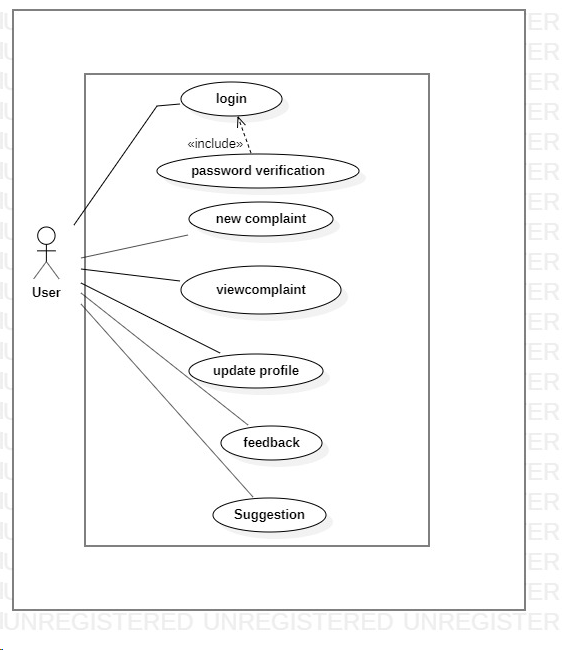 login
«include»
password verification
new complaint
User
viewcomplaint
update profile
feedback
Suggestion
UNREGISTERED UNREGISTERED UNREGISTER